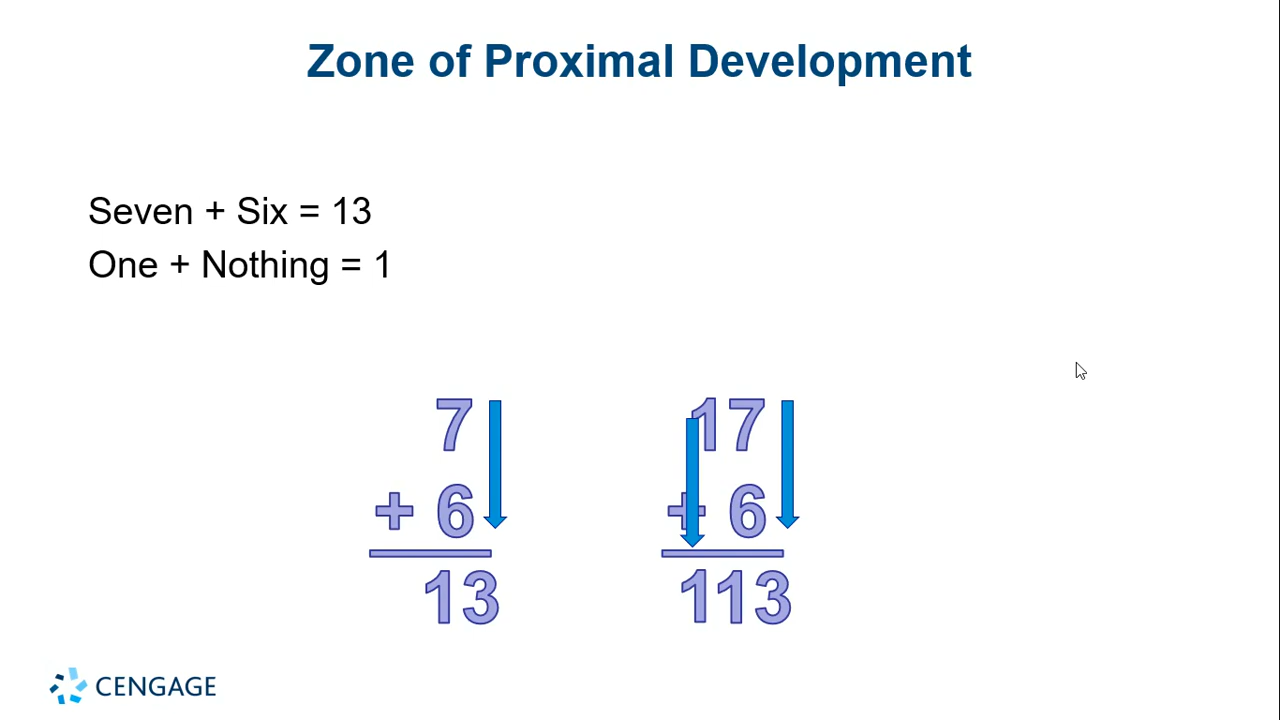 Zone of Proximal Development
Seven + Six = 13
One + Nothing = 1
7
+ 6
13
17
+ 6
113
CENGAGE